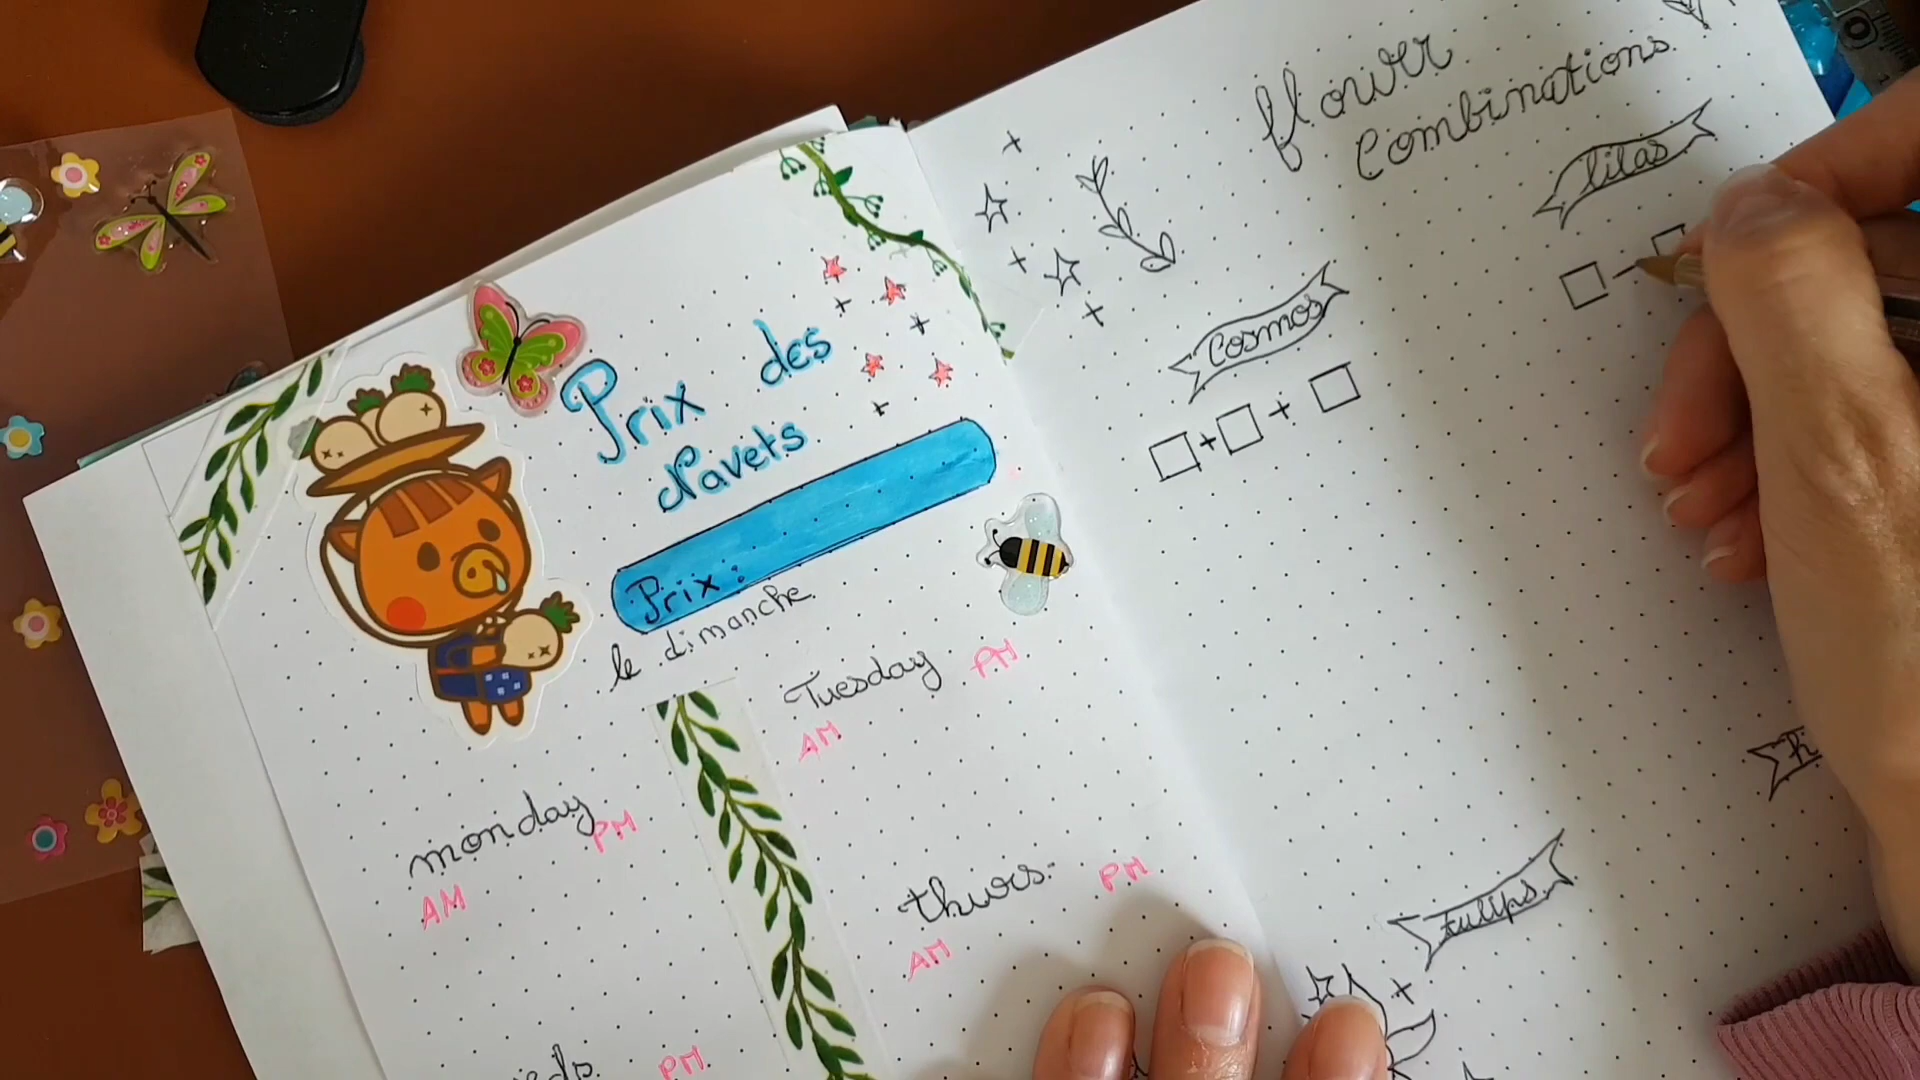 Prix des
Navets
Prix :
le dimanche
Tuesday PM
AM
monday PM
AM
thurs. PM
AM
PM
flower
Combinations
lilas
Cosmos
+ +
tulips